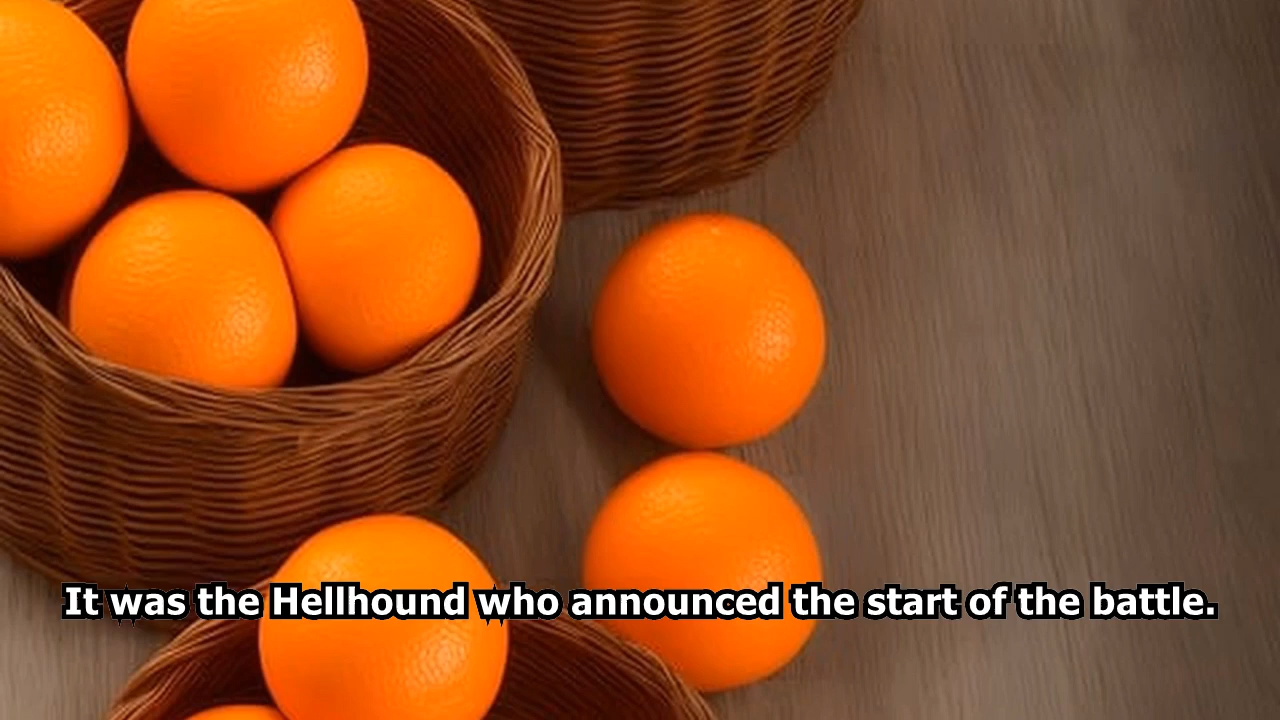 It was the Hellhound who announced the start of the battle.